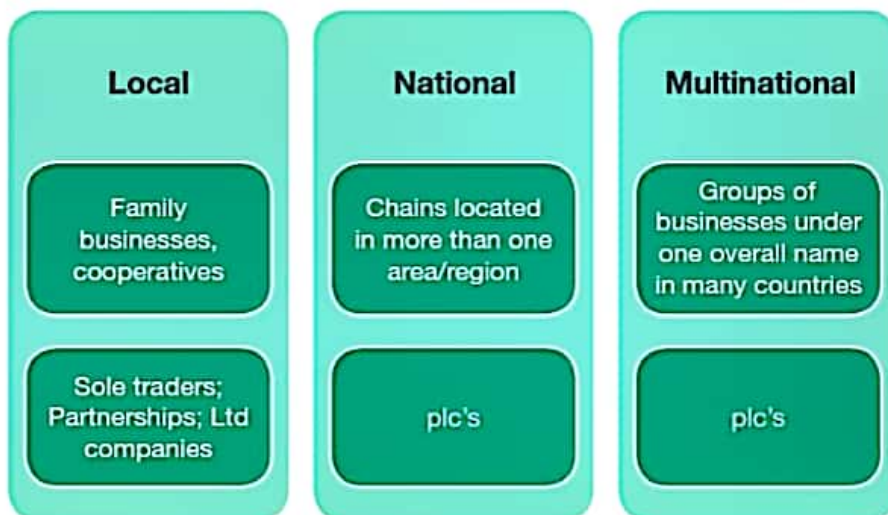 Local
Family
businesses,
cooperatives
Sole traders;
Partnerships; Ltd
companies
National
Chains located
in more than one
area/region
plc's
Multinational
Groups of
businesses under
one overall name
in many countries
plc's